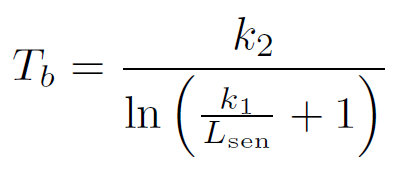 T_b = \frac{k_2}{\ln\left(\frac{k_1}{L_{\text{sen}}} + 1\right)}